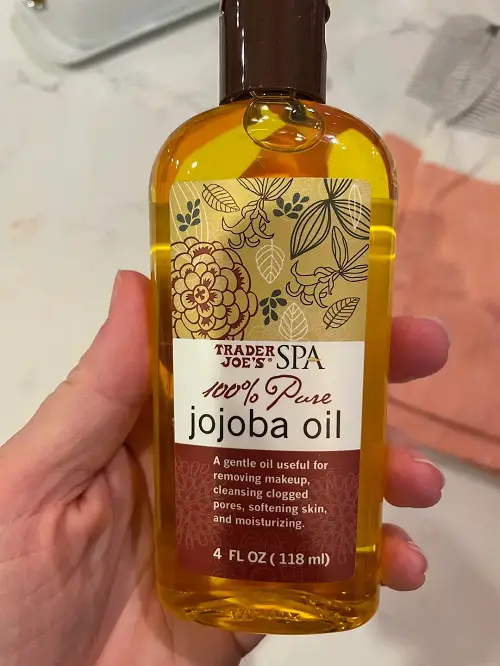 TRADER JOE'S® SPA
100% Pure
jojoba oil
A gentle oil useful for
removing makeup,
cleansing clogged
pores, softening skin,
and moisturizing.
4 FL OZ (118 ml)